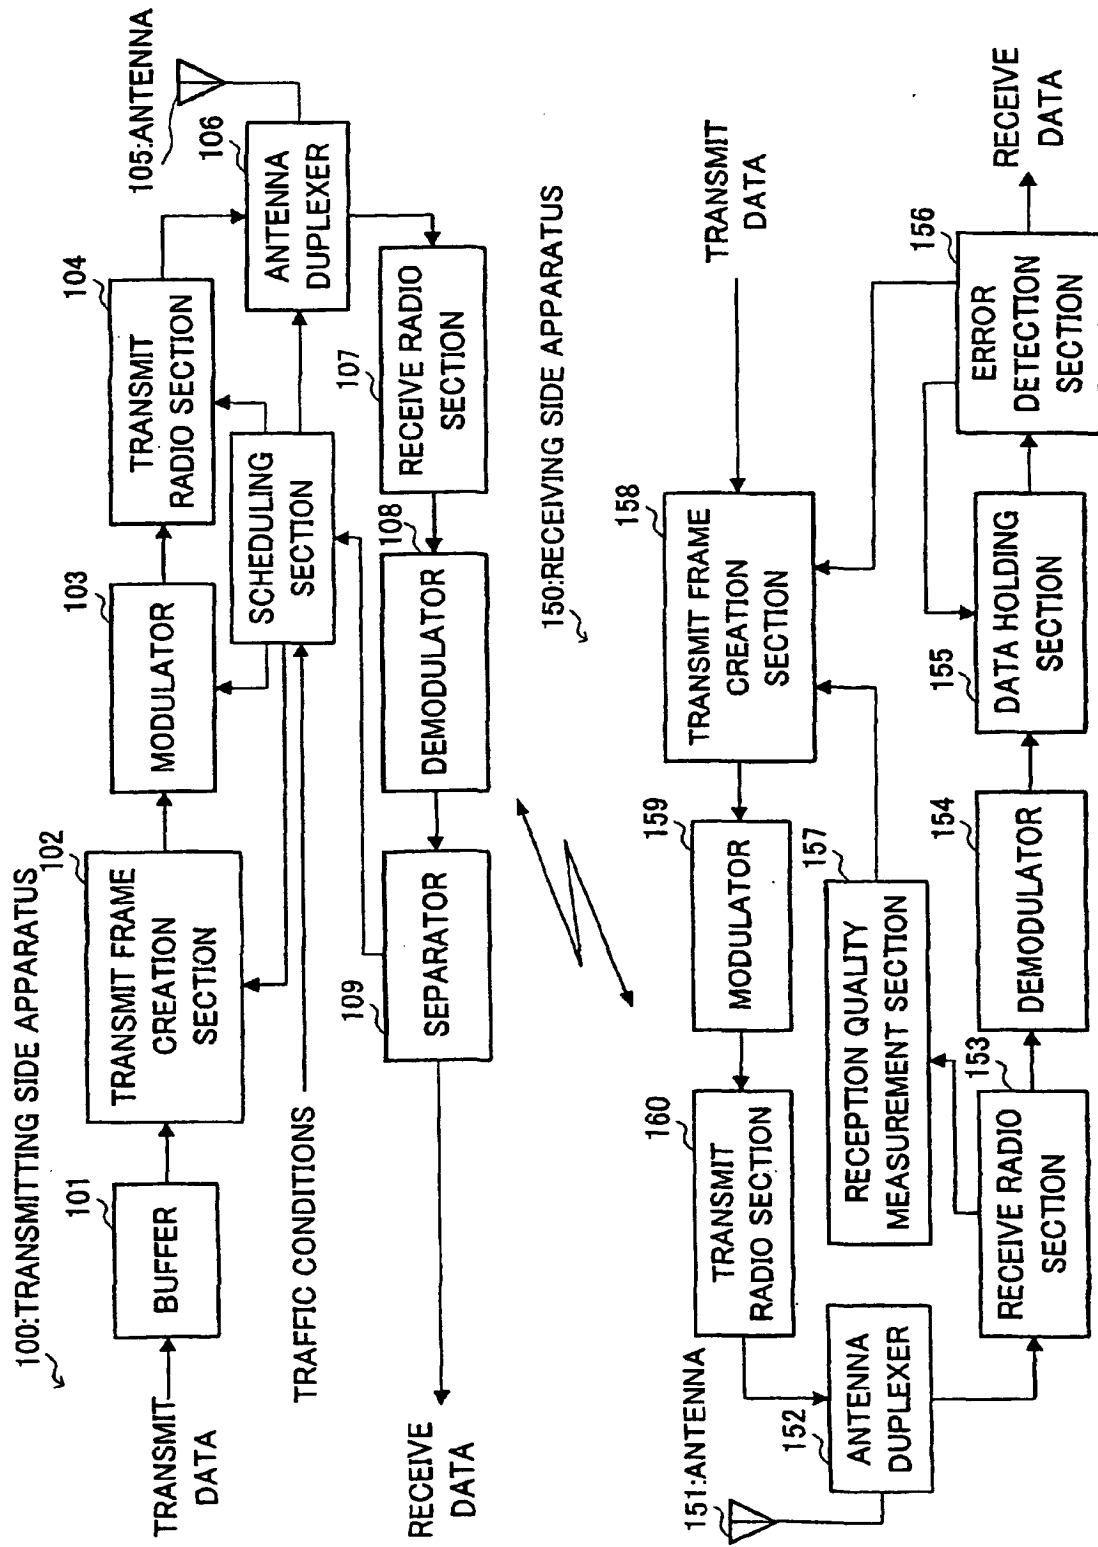 100:TRANSMITTING SIDE APPARATUS
TRANSMIT
DATA
101
BUFFER
102
TRANSMIT FRAME
CREATION
SECTION
103
MODULATOR
104
TRANSMIT
RADIO SECTION
105:ANTENNA
106
ANTENNA
DUPLEXER
SCHEDULING
SECTION
TRAFFIC CONDITIONS
107
RECEIVE RADIO
SECTION
108
DEMODULATOR
109
SEPARATOR
RECEIVE
DATA
150:RECEIVING SIDE APPARATUS
151:ANTENNA
152
ANTENNA
DUPLEXER
160
TRANSMIT
RADIO SECTION
159
MODULATOR
158
TRANSMIT FRAME
CREATION
SECTION
TRANSMIT
DATA
157
RECEPTION QUALITY
MEASUREMENT SECTION
153
RECEIVE RADIO
SECTION
154
DEMODULATOR
155
DATA HOLDING
SECTION
156
ERROR
DETECTION
SECTION
RECEIVE
DATA